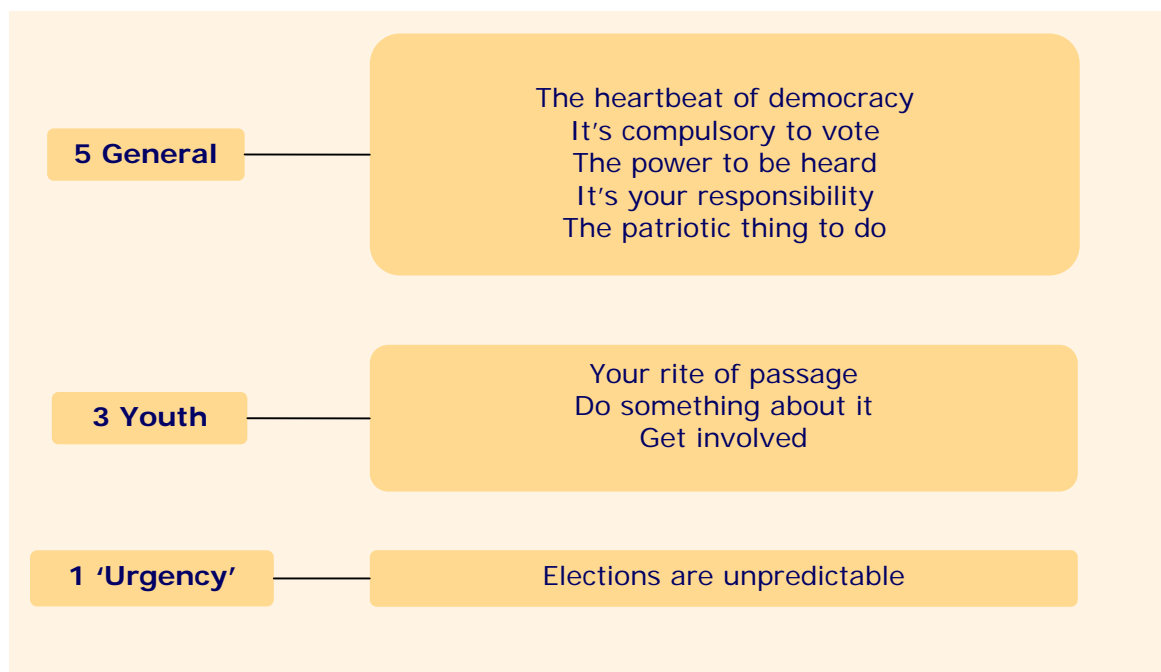 5 General
The heartbeat of democracy
It's compulsory to vote
The power to be heard
It's your responsibility
The patriotic thing to do
3 Youth
Your rite of passage
Do something about it
Get involved
1 ‘Urgency’
Elections are unpredictable